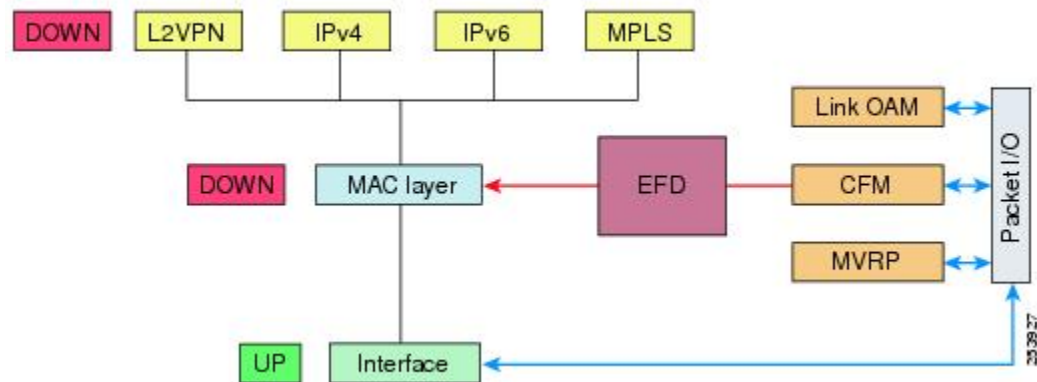 DOWN
L2VPN
IPv4
IPv6
MPLS
Link OAM
DOWN
MAC layer
EFD
CFM
Packet I/O
MVRP
UP
Interface
253927